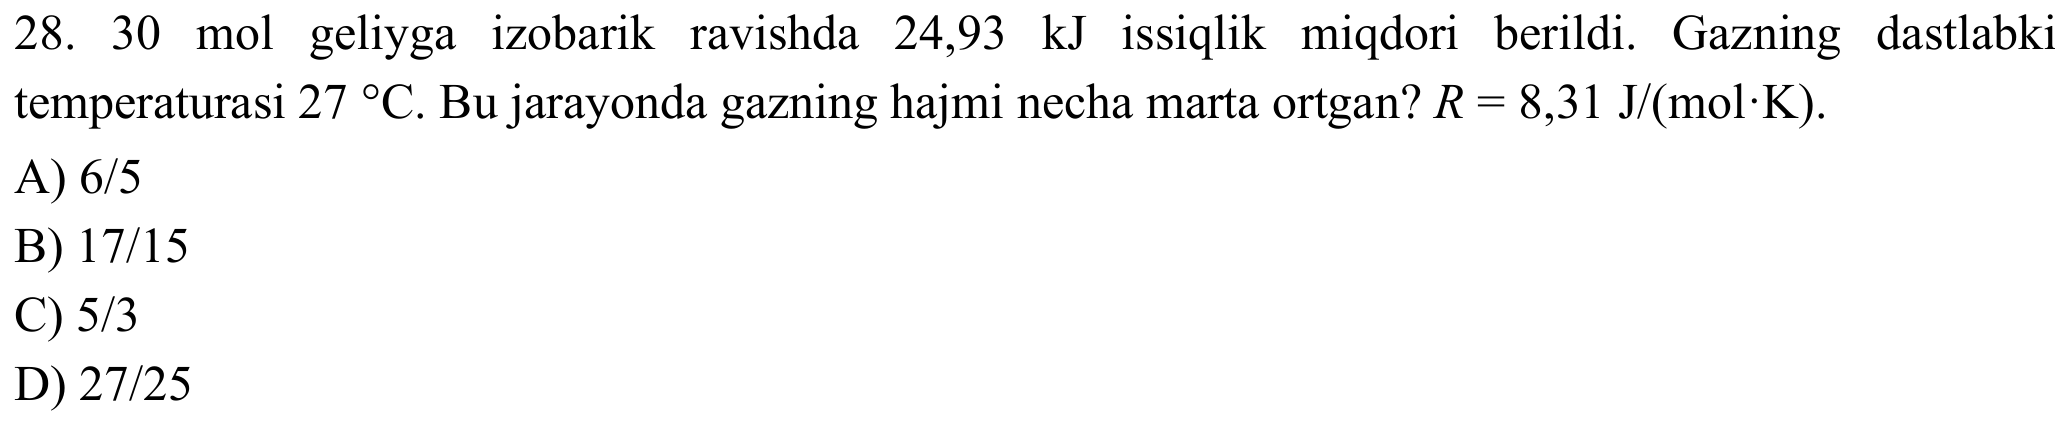 28. 30 mol geliyga izobarik ravishda 24,93 kJ issiqlik miqdori berildi. Gazning dastlabki
temperaturasi 27 °C. Bu jarayonda gazning hajmi necha marta ortgan? R = 8,31 J/(mol·K).
A) 6/5
B) 17/15
C) 5/3
D) 27/25